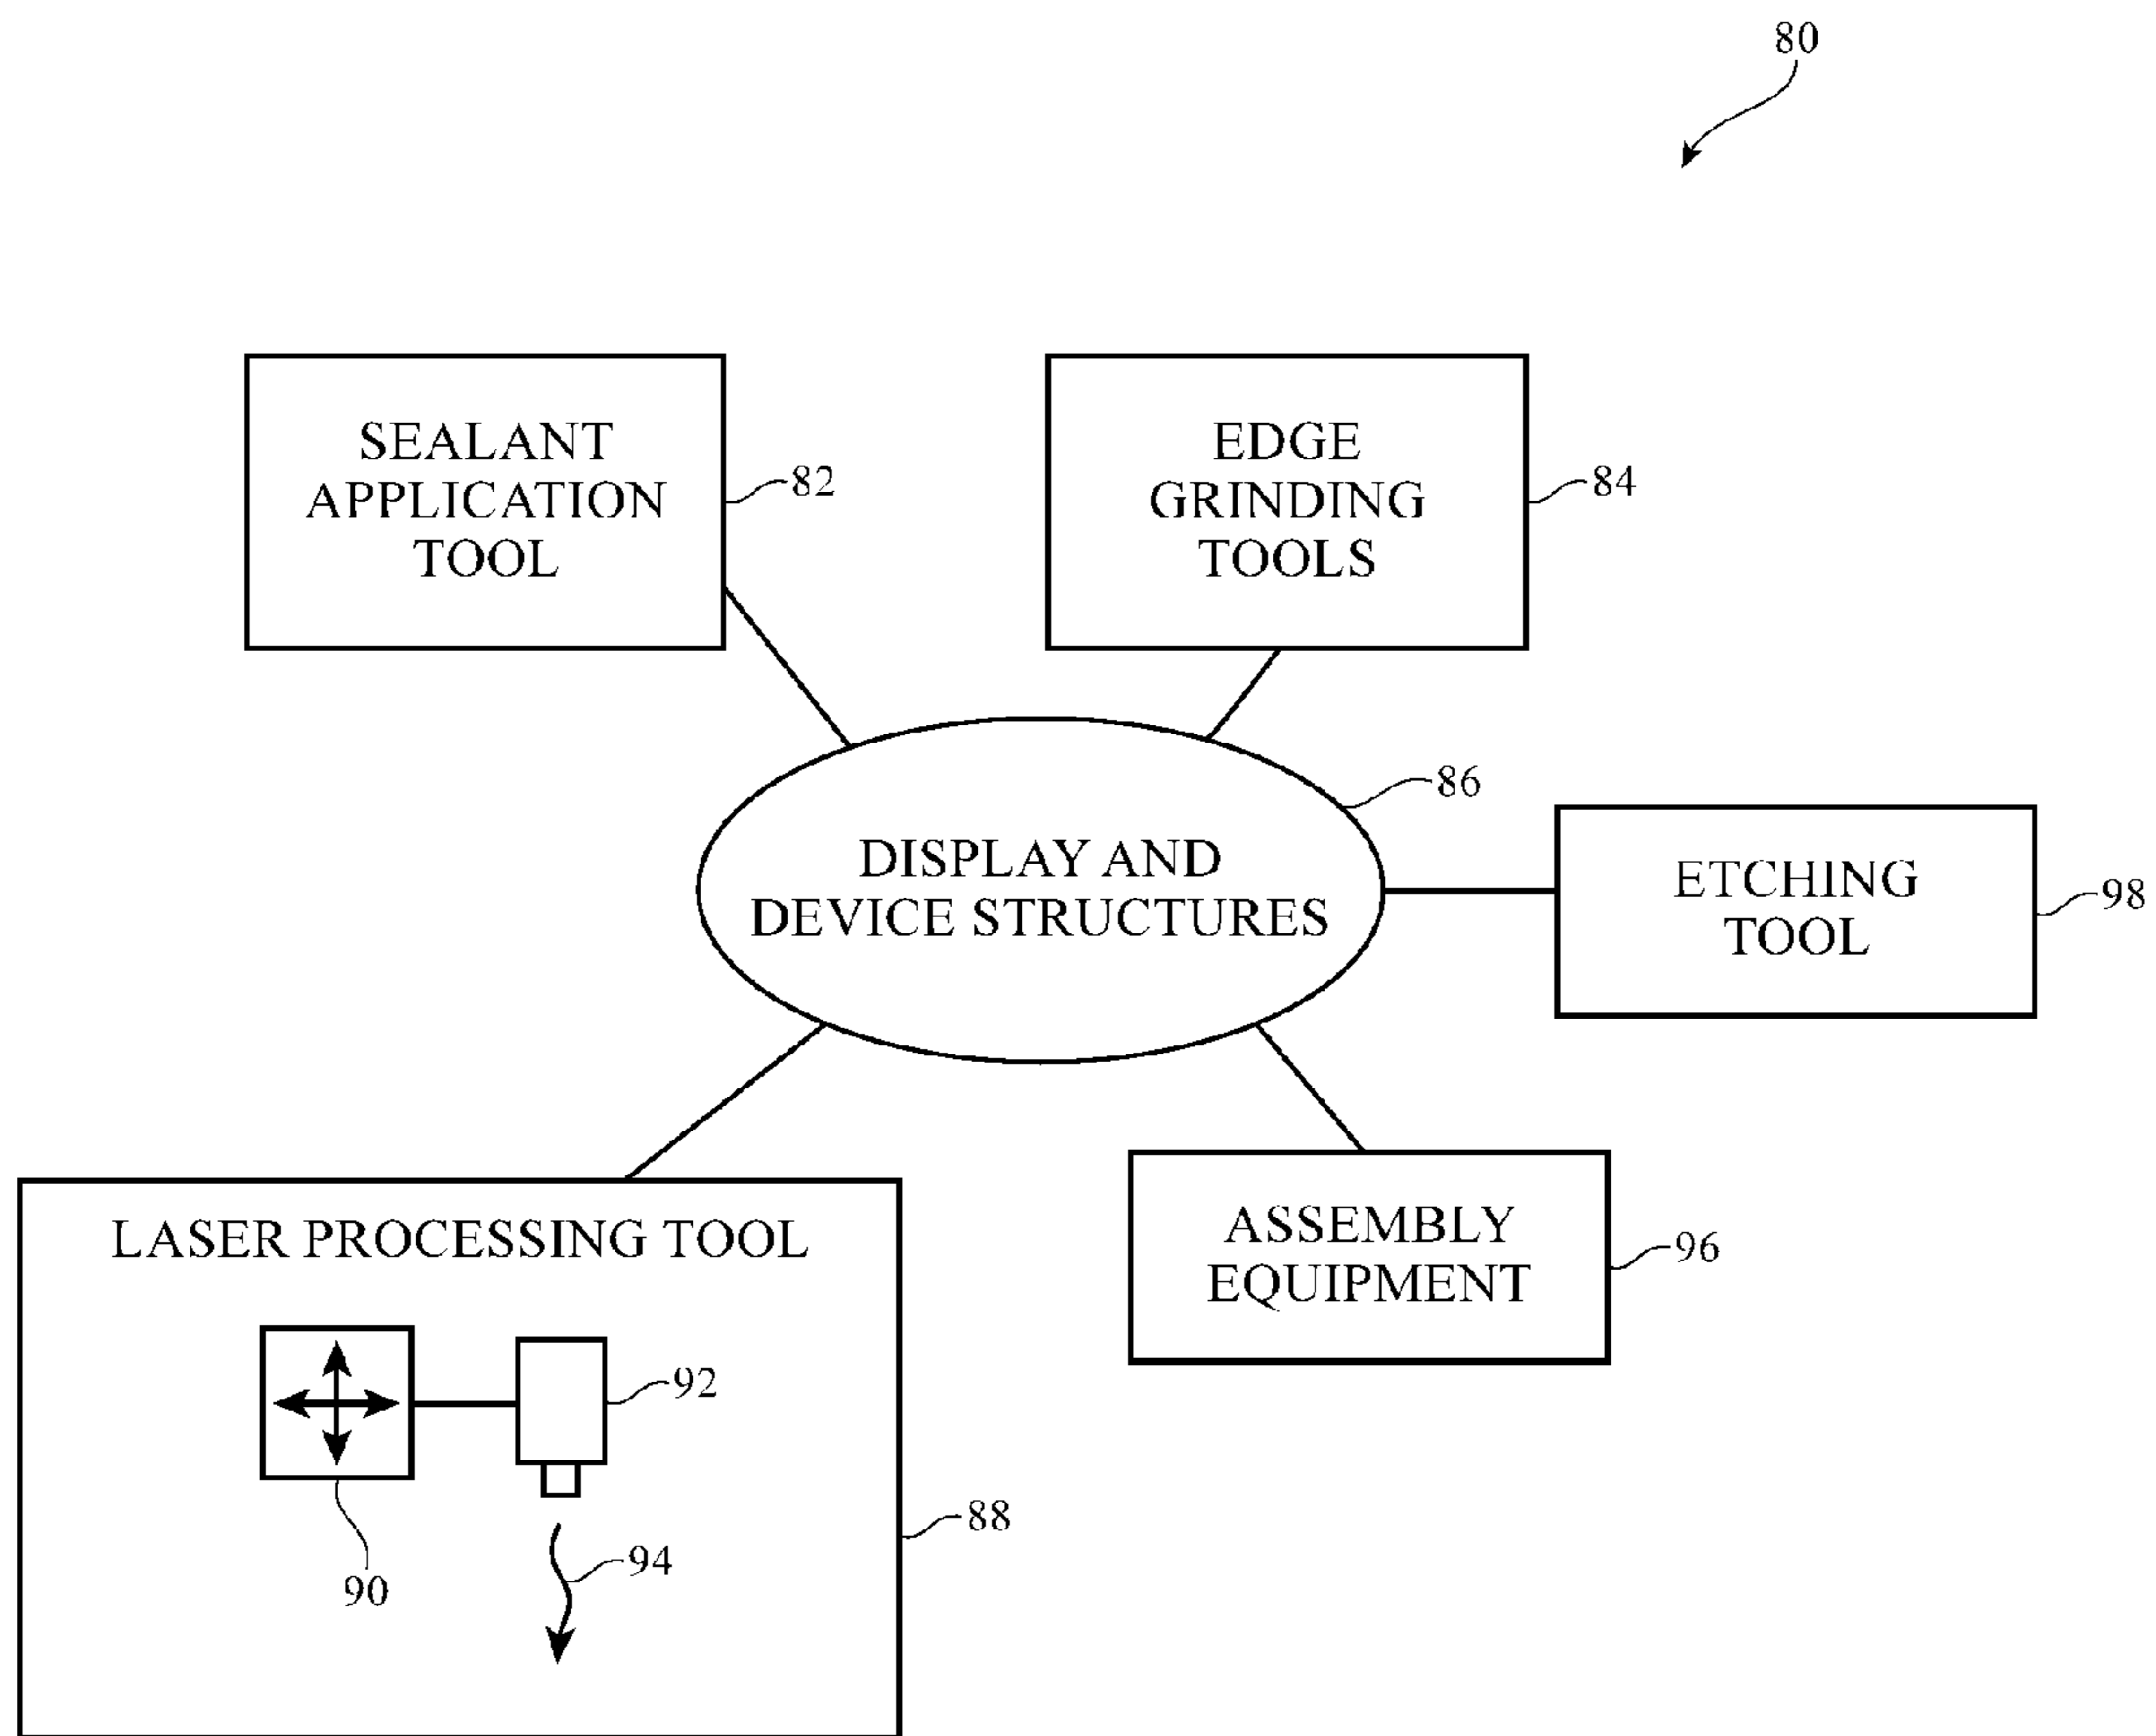 80
SEALANT
APPLICATION
TOOL
82
EDGE
GRINDING
TOOLS
84
86
DISPLAY AND
DEVICE STRUCTURES
ETCHING
TOOL
98
LASER PROCESSING TOOL
ASSEMBLY
EQUIPMENT
96
92
88
94
90